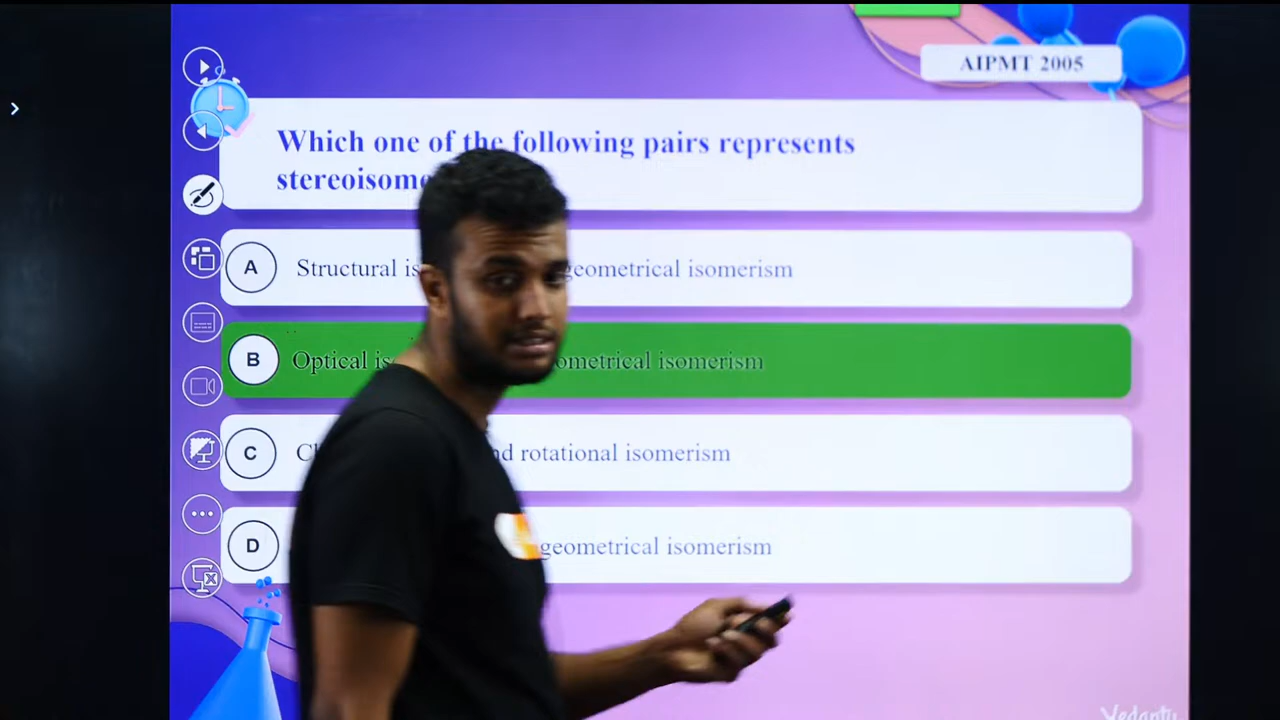 AIPMT 2005
Which one of the following pairs represents
stereoisome
A Structural is geometrical isomerism
B Optical is ometrical isomerism
C C nd rotational isomerism
D geometrical isomerism
Vedantu